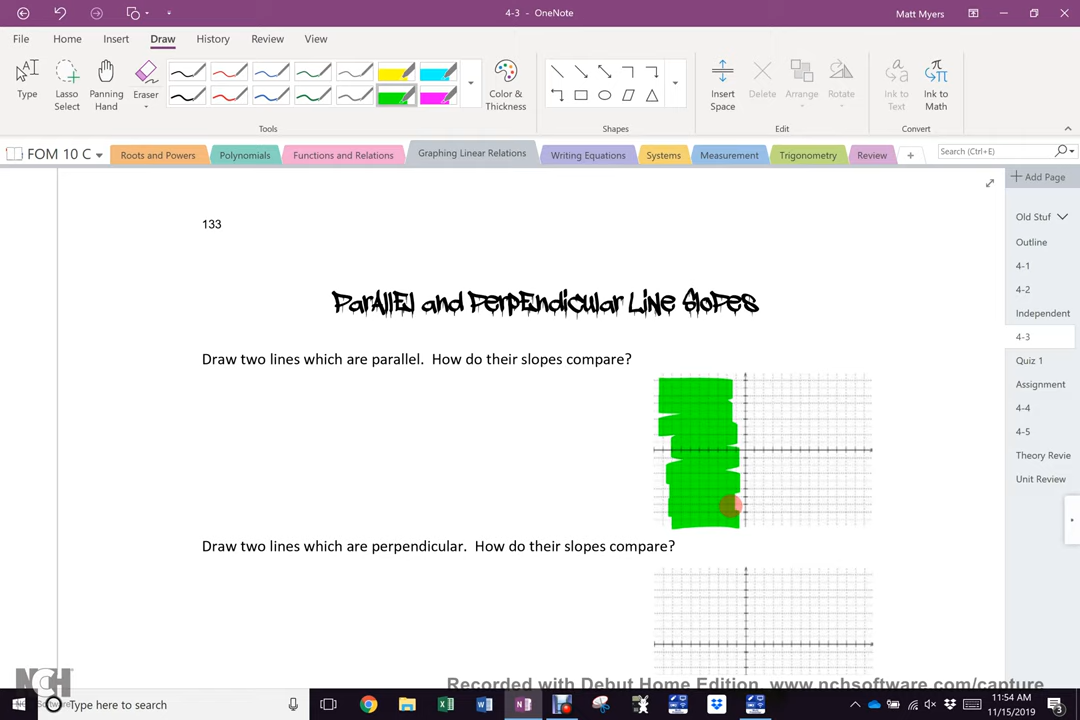 4-3 - OneNote
Matt Myers
File Home Insert Draw History Review View
Type
Lasso Select
Panning Hand
Eraser
Color & Thickness
Insert Space
Delete
Arrange
Rotate
Ink to Text
Ink to Math
Tools
Shapes
Edit
Convert
FOM 10 C
Roots and Powers
Polynomials
Functions and Relations
Graphing Linear Relations
Writing Equations
Systems
Measurement
Trigonometry
Review
Search (Ctrl+E)
Add Page
Old Stuf
Outline
4-1
4-2
Independent
4-3
Quiz 1
Assignment
4-4
4-5
Theory Revie
Unit Review
133
Parallel and Perpendicular Line Slopes
Draw two lines which are parallel. How do their slopes compare?
Draw two lines which are perpendicular. How do their slopes compare?
NCH
Software
Recorded with Debut Home Edition www.nchsoftware.com/capture
Type here to search
11:54 AM
11/15/2019
3